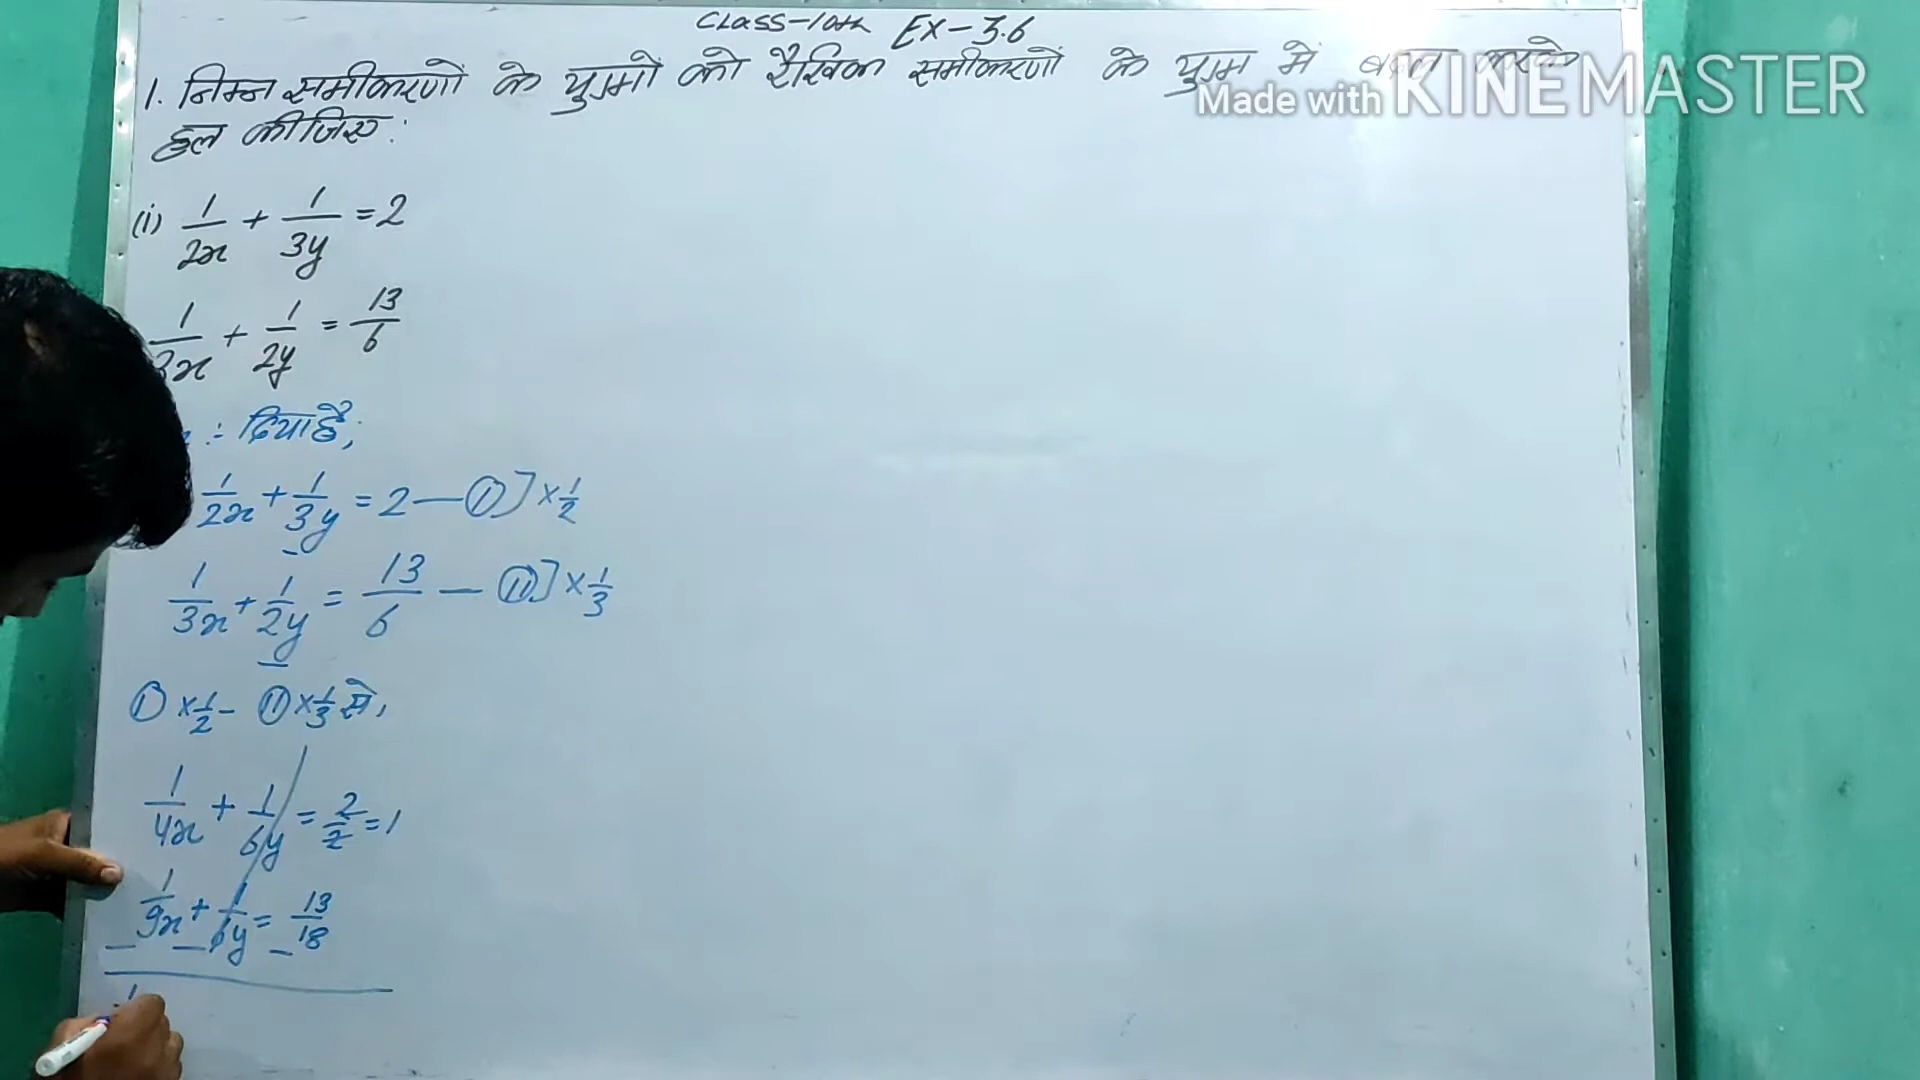 Class-10th Ex-3.6
1. निम्न समीकरणों के युग्मों को रैखिक समीकरणों के युग्म में बदल करके
Made with KINEMASTER
हल कीजिए:
(i) 1/2x + 1/3y = 2
1/3x + 1/2y = 13/6
:- दिया है;
1/2x + 1/3y = 2 — (i)] × 1/2
1/3x + 1/2y = 13/6 — (ii)] × 1/3
(i) × 1/2 - (ii) × 1/3 से,
1/4x + 1/6y = 2/2 = 1
1/9x + 1/6y = 13/18
— — —